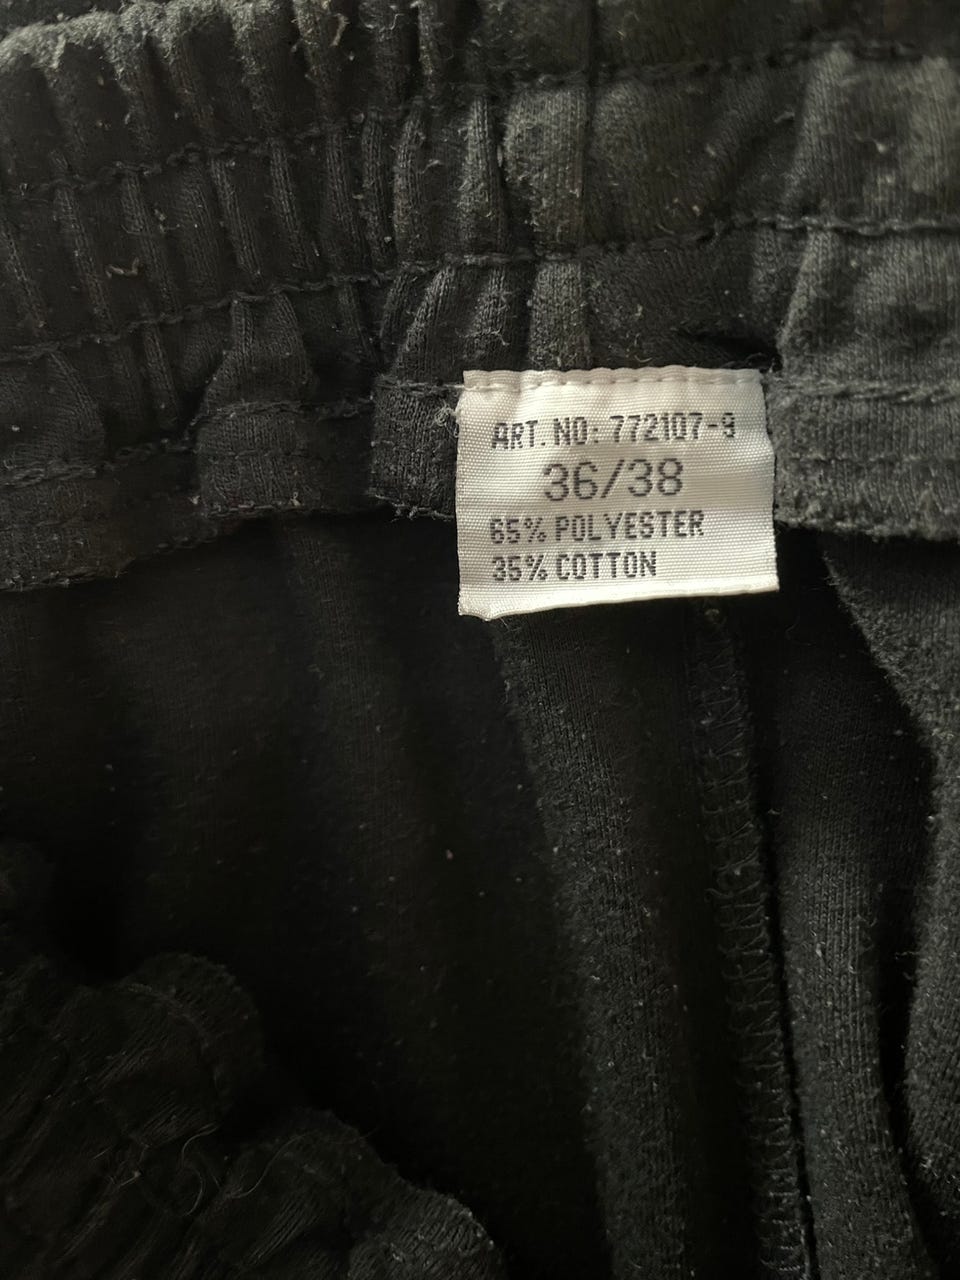 ART. NO: 772107-9
36/38
65% POLYESTER
35% COTTON